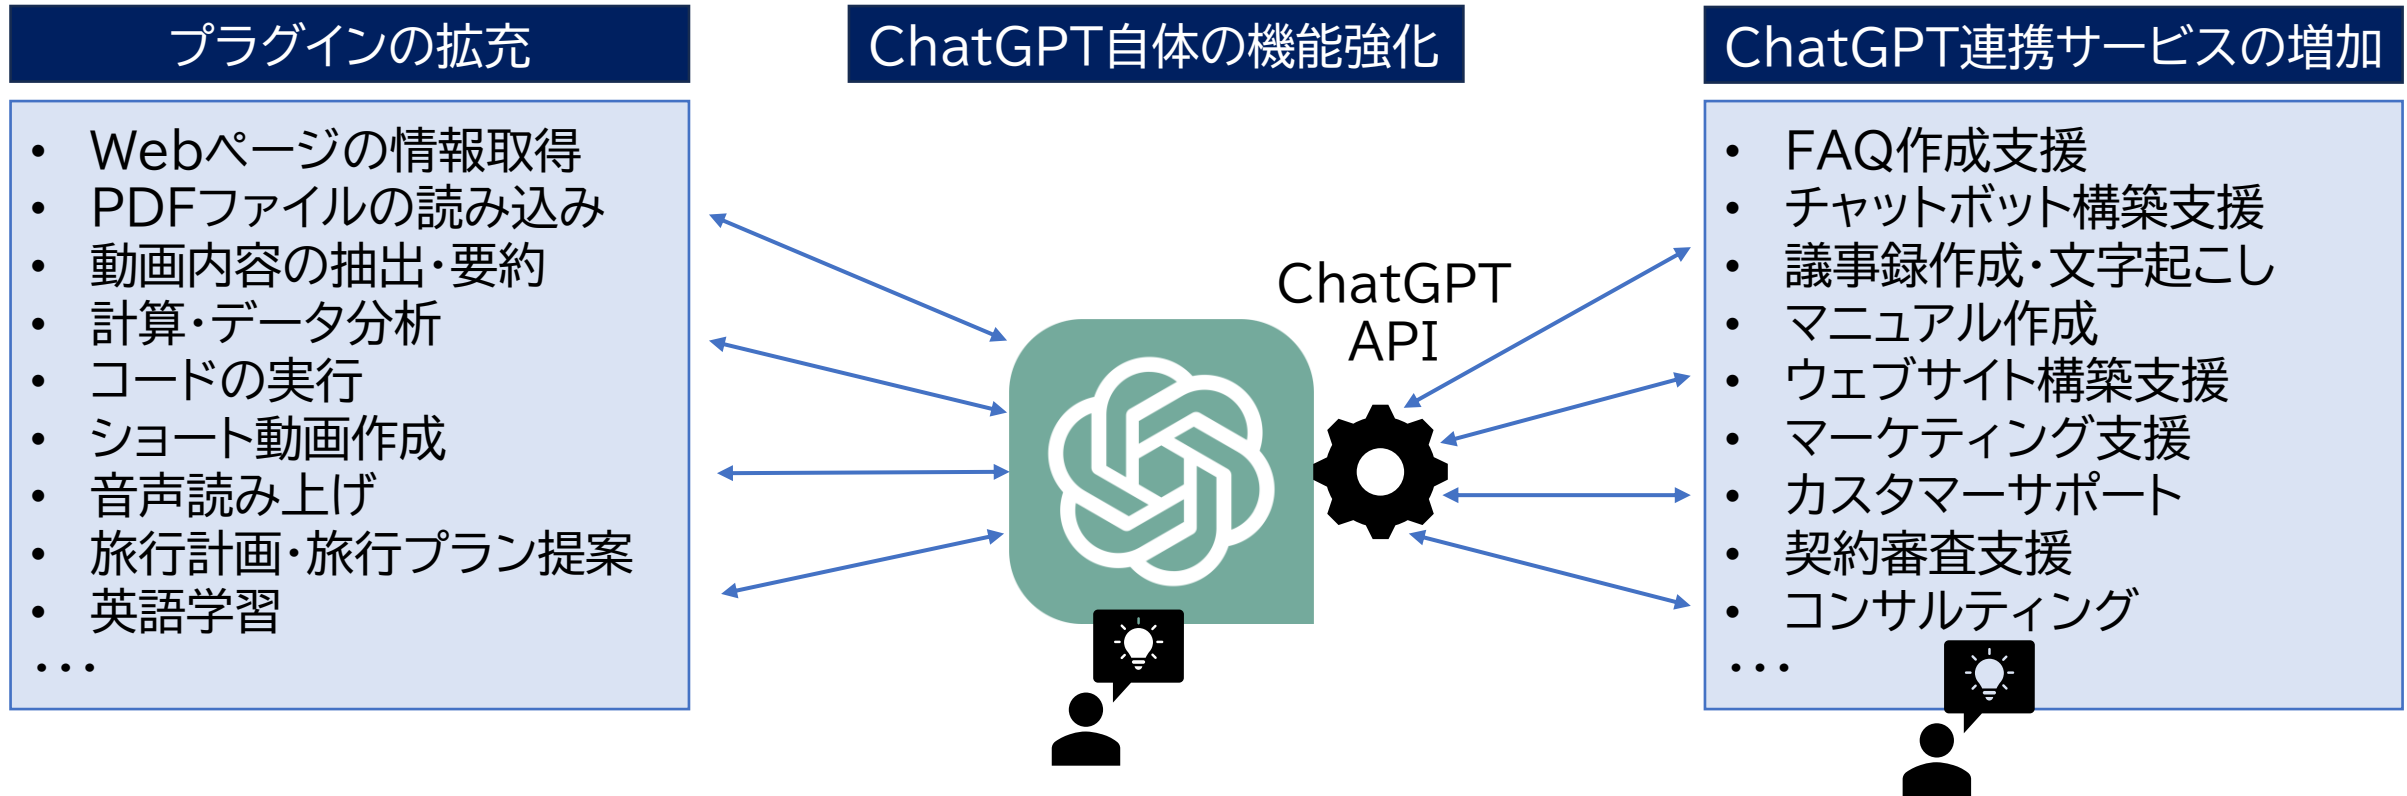 プラグインの拡充
• Webページの情報取得
• PDFファイルの読み込み
• 動画内容の抽出・要約
• 計算・データ分析
• コードの実行
• ショート動画作成
• 音声読み上げ
• 旅行計画・旅行プラン提案
• 英語学習
・・・
ChatGPT自体の機能強化
ChatGPT
API
ChatGPT連携サービスの増加
• FAQ作成支援
• チャットボット構築支援
• 議事録作成・文字起こし
• マニュアル作成
• ウェブサイト構築支援
• マーケティング支援
• カスタマーサポート
• 契約審査支援
• コンサルティング
・・・